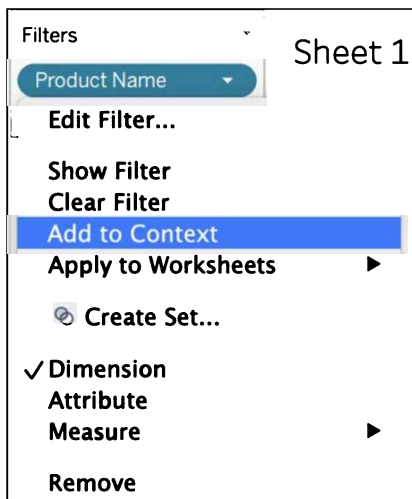 Filters
Sheet 1
Product Name
Edit Filter...
Show Filter
Clear Filter
Add to Context
Apply to Worksheets
Create Set...
Dimension
Attribute
Measure
Remove